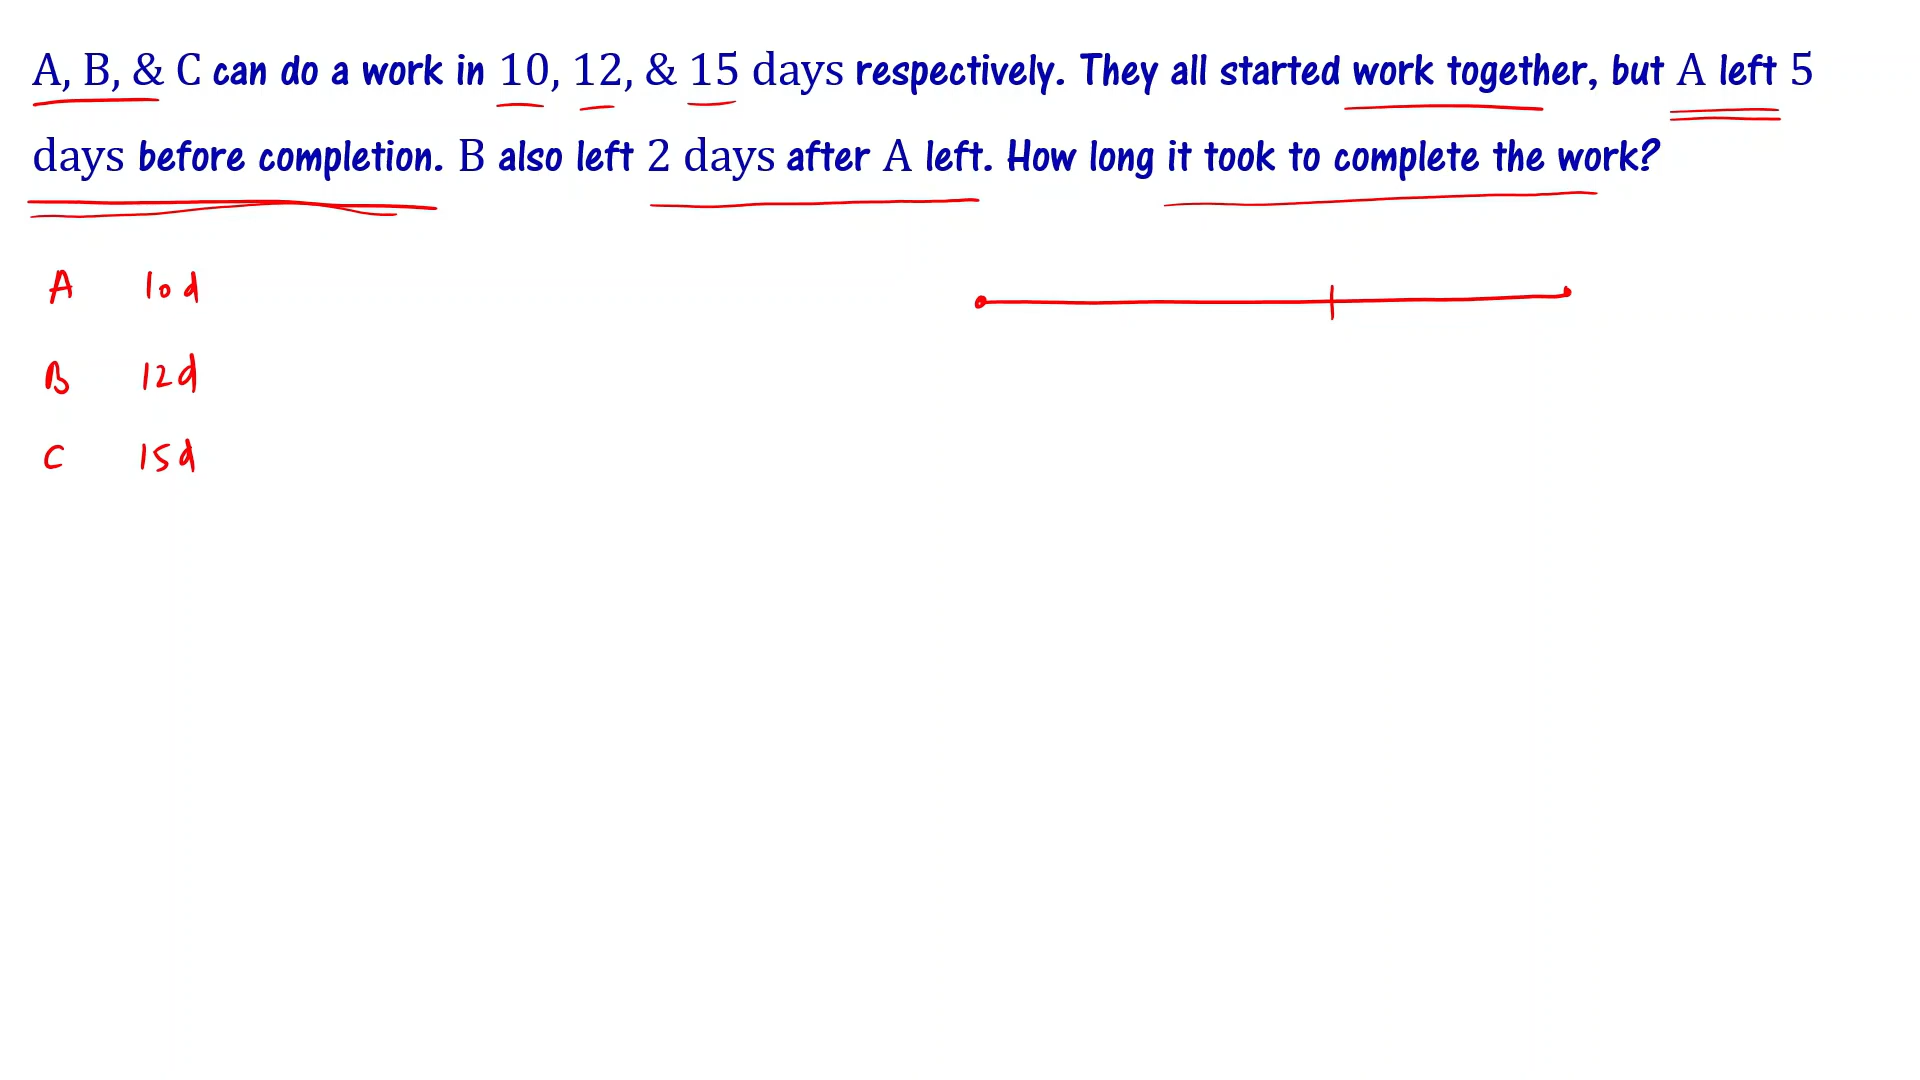 A, B, & C can do a work in 10, 12, & 15 days respectively. They all started work together, but A left 5
days before completion. B also left 2 days after A left. How long it took to complete the work?
A 10d
B 12d
C 15d